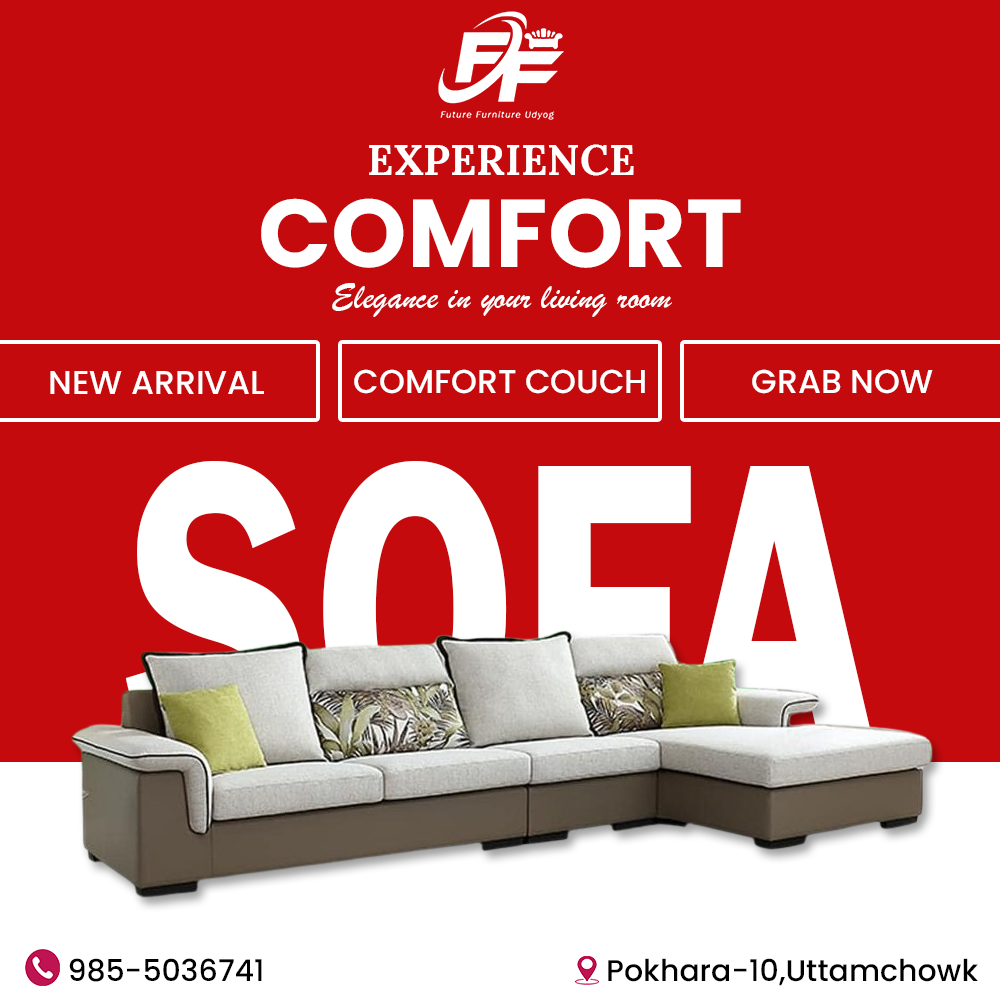 FF
Future Furniture Udyog
EXPERIENCE
COMFORT
Elegance in your living room
NEW ARRIVAL
COMFORT COUCH
GRAB NOW
SOFA
985-5036741
Pokhara-10,Uttamchowk